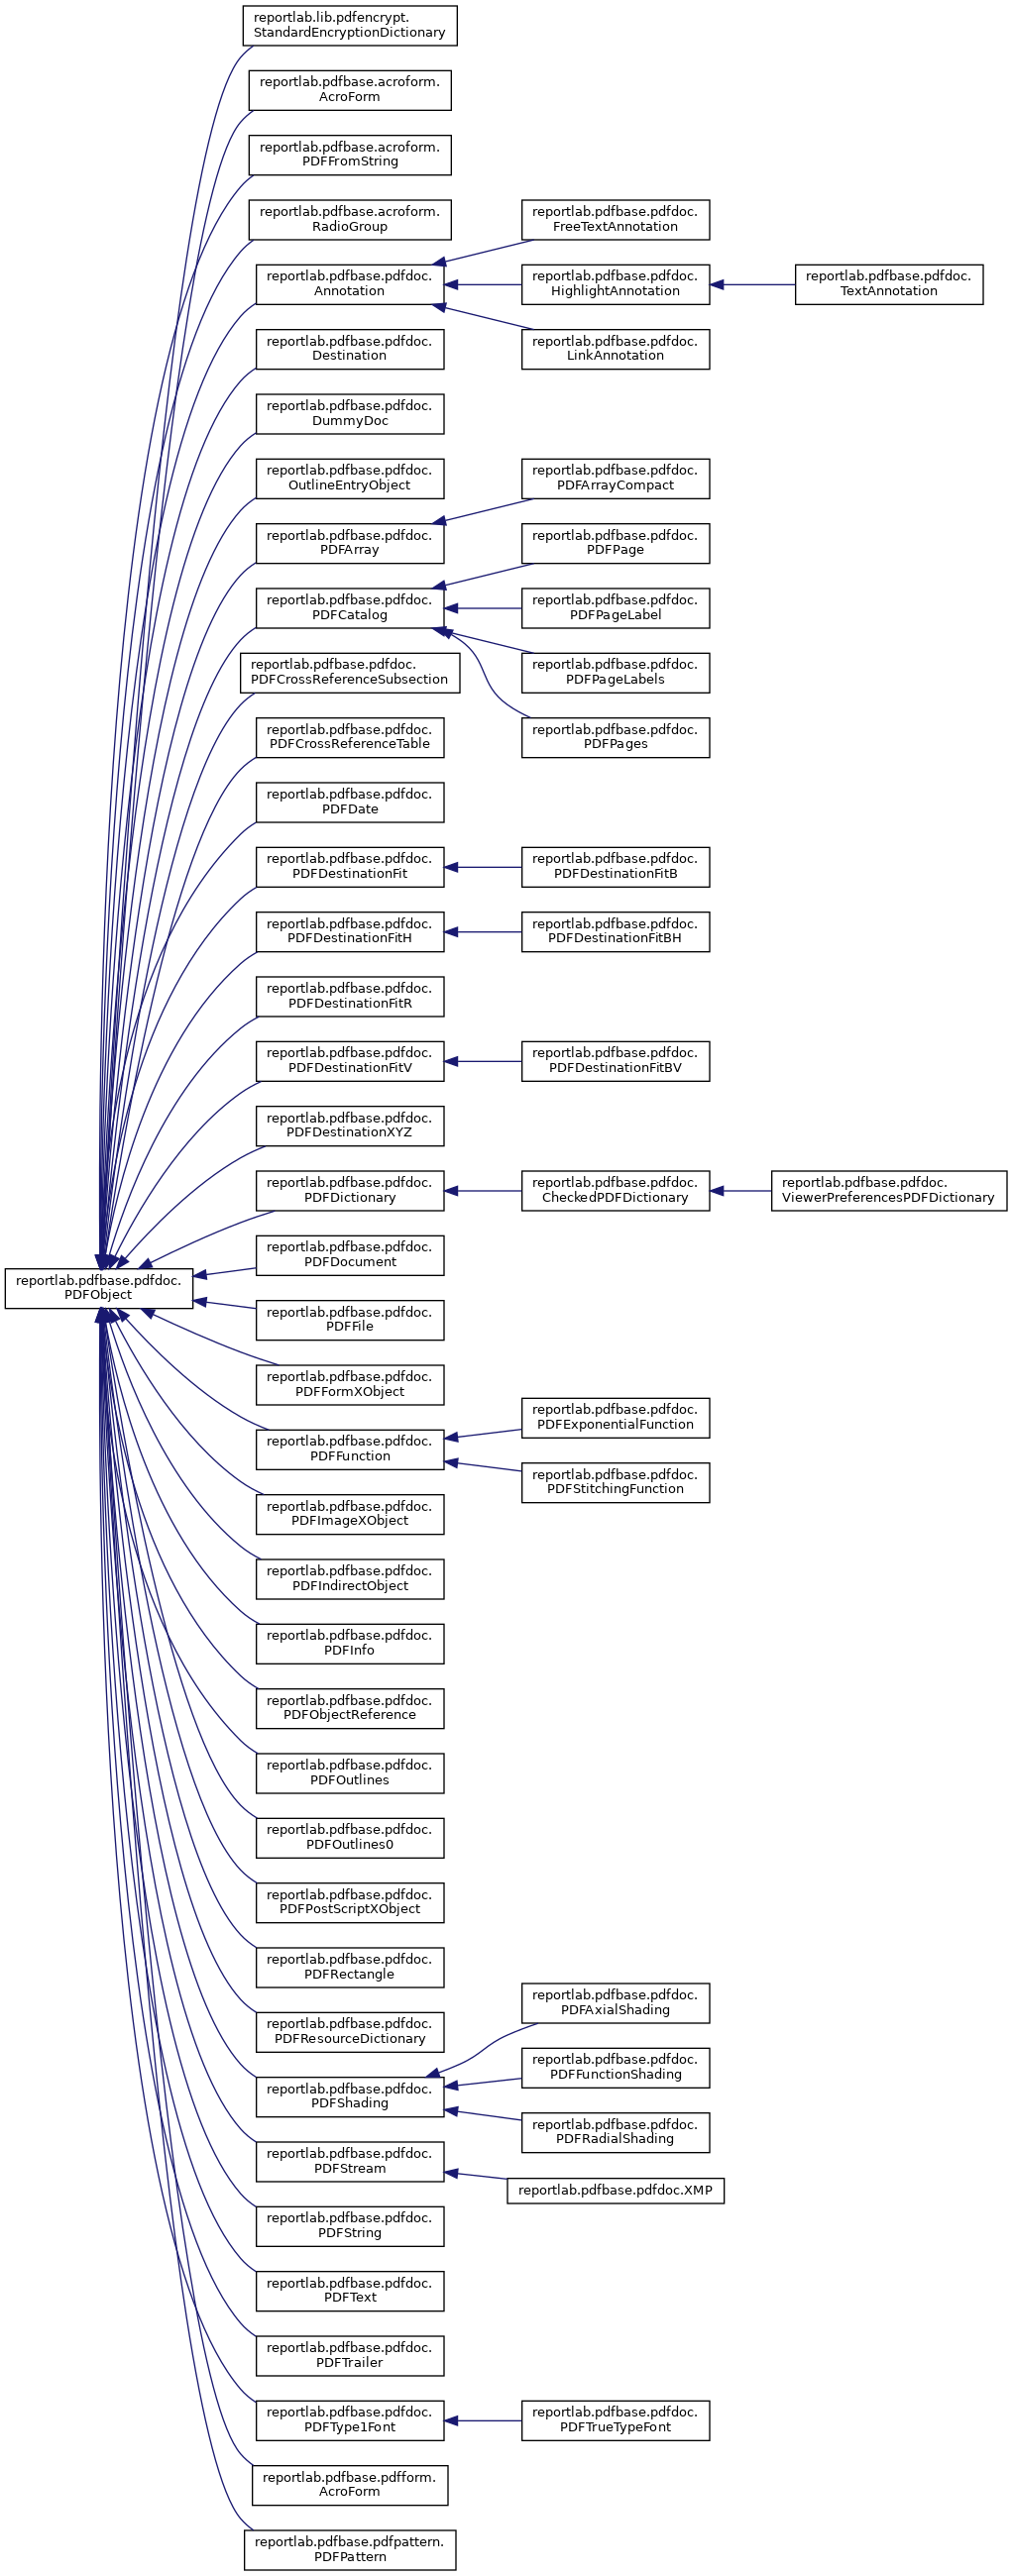 reportlab.lib.pdfencrypt.
StandardEncryptionDictionary
reportlab.pdfbase.acroform.
AcroForm
reportlab.pdfbase.acroform.
PDFFromString
reportlab.pdfbase.acroform.
RadioGroup
reportlab.pdfbase.pdfdoc.
FreeTextAnnotation
reportlab.pdfbase.pdfdoc.
Annotation
reportlab.pdfbase.pdfdoc.
HighlightAnnotation
reportlab.pdfbase.pdfdoc.
TextAnnotation
reportlab.pdfbase.pdfdoc.
Destination
reportlab.pdfbase.pdfdoc.
LinkAnnotation
reportlab.pdfbase.pdfdoc.
DummyDoc
reportlab.pdfbase.pdfdoc.
OutlineEntryObject
reportlab.pdfbase.pdfdoc.
PDFArrayCompact
reportlab.pdfbase.pdfdoc.
PDFArray
reportlab.pdfbase.pdfdoc.
PDFPage
reportlab.pdfbase.pdfdoc.
PDFCatalog
reportlab.pdfbase.pdfdoc.
PDFPageLabel
reportlab.pdfbase.pdfdoc.
PDFCrossReferenceSubsection
reportlab.pdfbase.pdfdoc.
PDFPageLabels
reportlab.pdfbase.pdfdoc.
PDFCrossReferenceTable
reportlab.pdfbase.pdfdoc.
PDFPages
reportlab.pdfbase.pdfdoc.
PDFDate
reportlab.pdfbase.pdfdoc.
PDFDestinationFit
reportlab.pdfbase.pdfdoc.
PDFDestinationFitB
reportlab.pdfbase.pdfdoc.
PDFDestinationFitH
reportlab.pdfbase.pdfdoc.
PDFDestinationFitBH
reportlab.pdfbase.pdfdoc.
PDFDestinationFitR
reportlab.pdfbase.pdfdoc.
PDFDestinationFitV
reportlab.pdfbase.pdfdoc.
PDFDestinationFitBV
reportlab.pdfbase.pdfdoc.
PDFDestinationXYZ
reportlab.pdfbase.pdfdoc.
PDFDictionary
reportlab.pdfbase.pdfdoc.
CheckedPDFDictionary
reportlab.pdfbase.pdfdoc.
ViewerPreferencesPDFDictionary
reportlab.pdfbase.pdfdoc.
PDFDocument
reportlab.pdfbase.pdfdoc.
PDFObject
reportlab.pdfbase.pdfdoc.
PDFFile
reportlab.pdfbase.pdfdoc.
PDFFormXObject
reportlab.pdfbase.pdfdoc.
PDFExponentialFunction
reportlab.pdfbase.pdfdoc.
PDFFunction
reportlab.pdfbase.pdfdoc.
PDFStitchingFunction
reportlab.pdfbase.pdfdoc.
PDFImageXObject
reportlab.pdfbase.pdfdoc.
PDFIndirectObject
reportlab.pdfbase.pdfdoc.
PDFInfo
reportlab.pdfbase.pdfdoc.
PDFObjectReference
reportlab.pdfbase.pdfdoc.
PDFOutlines
reportlab.pdfbase.pdfdoc.
PDFOutlines0
reportlab.pdfbase.pdfdoc.
PDFPostScriptXObject
reportlab.pdfbase.pdfdoc.
PDFRectangle
reportlab.pdfbase.pdfdoc.
PDFAxialShading
reportlab.pdfbase.pdfdoc.
PDFResourceDictionary
reportlab.pdfbase.pdfdoc.
PDFFunctionShading
reportlab.pdfbase.pdfdoc.
PDFShading
reportlab.pdfbase.pdfdoc.
PDFRadialShading
reportlab.pdfbase.pdfdoc.
PDFStream
reportlab.pdfbase.pdfdoc.XMP
reportlab.pdfbase.pdfdoc.
PDFString
reportlab.pdfbase.pdfdoc.
PDFText
reportlab.pdfbase.pdfdoc.
PDFTrailer
reportlab.pdfbase.pdfdoc.
PDFType1Font
reportlab.pdfbase.pdfdoc.
PDFTrueTypeFont
reportlab.pdfbase.pdfform.
AcroForm
reportlab.pdfbase.pdfpattern.
PDFPattern